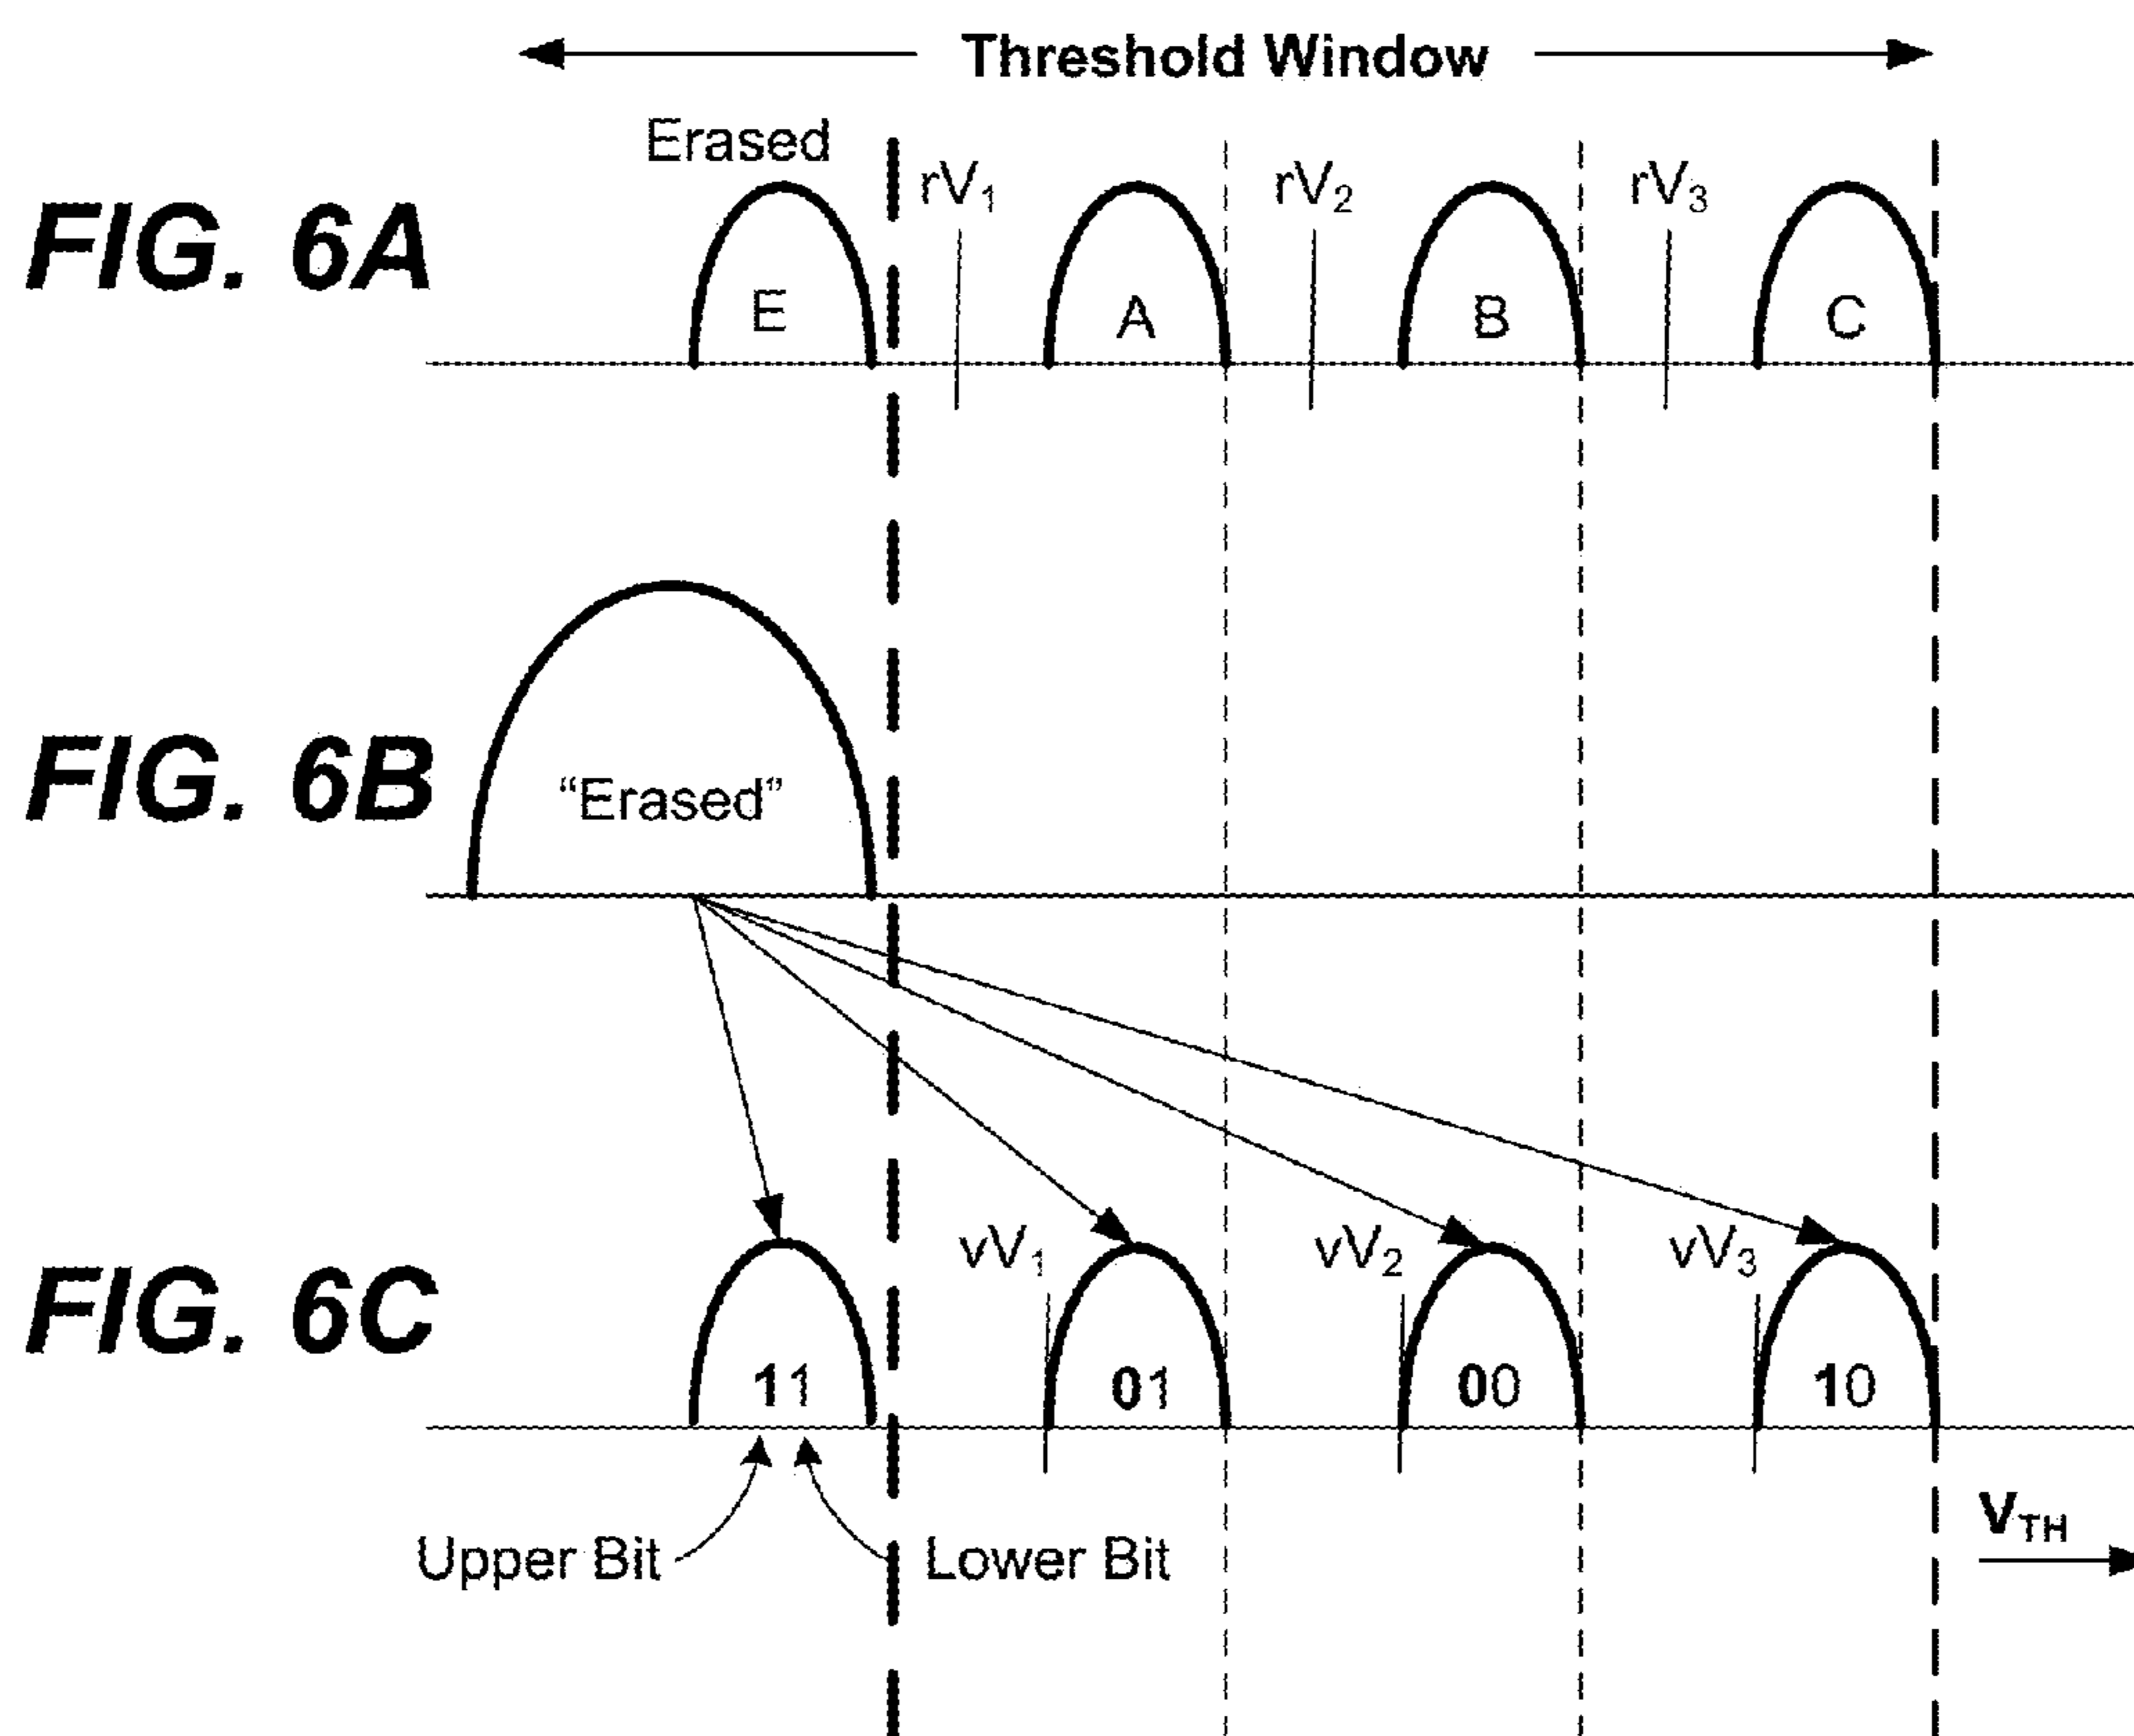 Threshold Window
Erased
FIG. 6A
rV₁ rV₂ rV₃
E A B C
FIG. 6B
“Erased”
FIG. 6C
vV₁ vV₂ vV₃
11 01 00 10
Upper Bit Lower Bit
V_TH